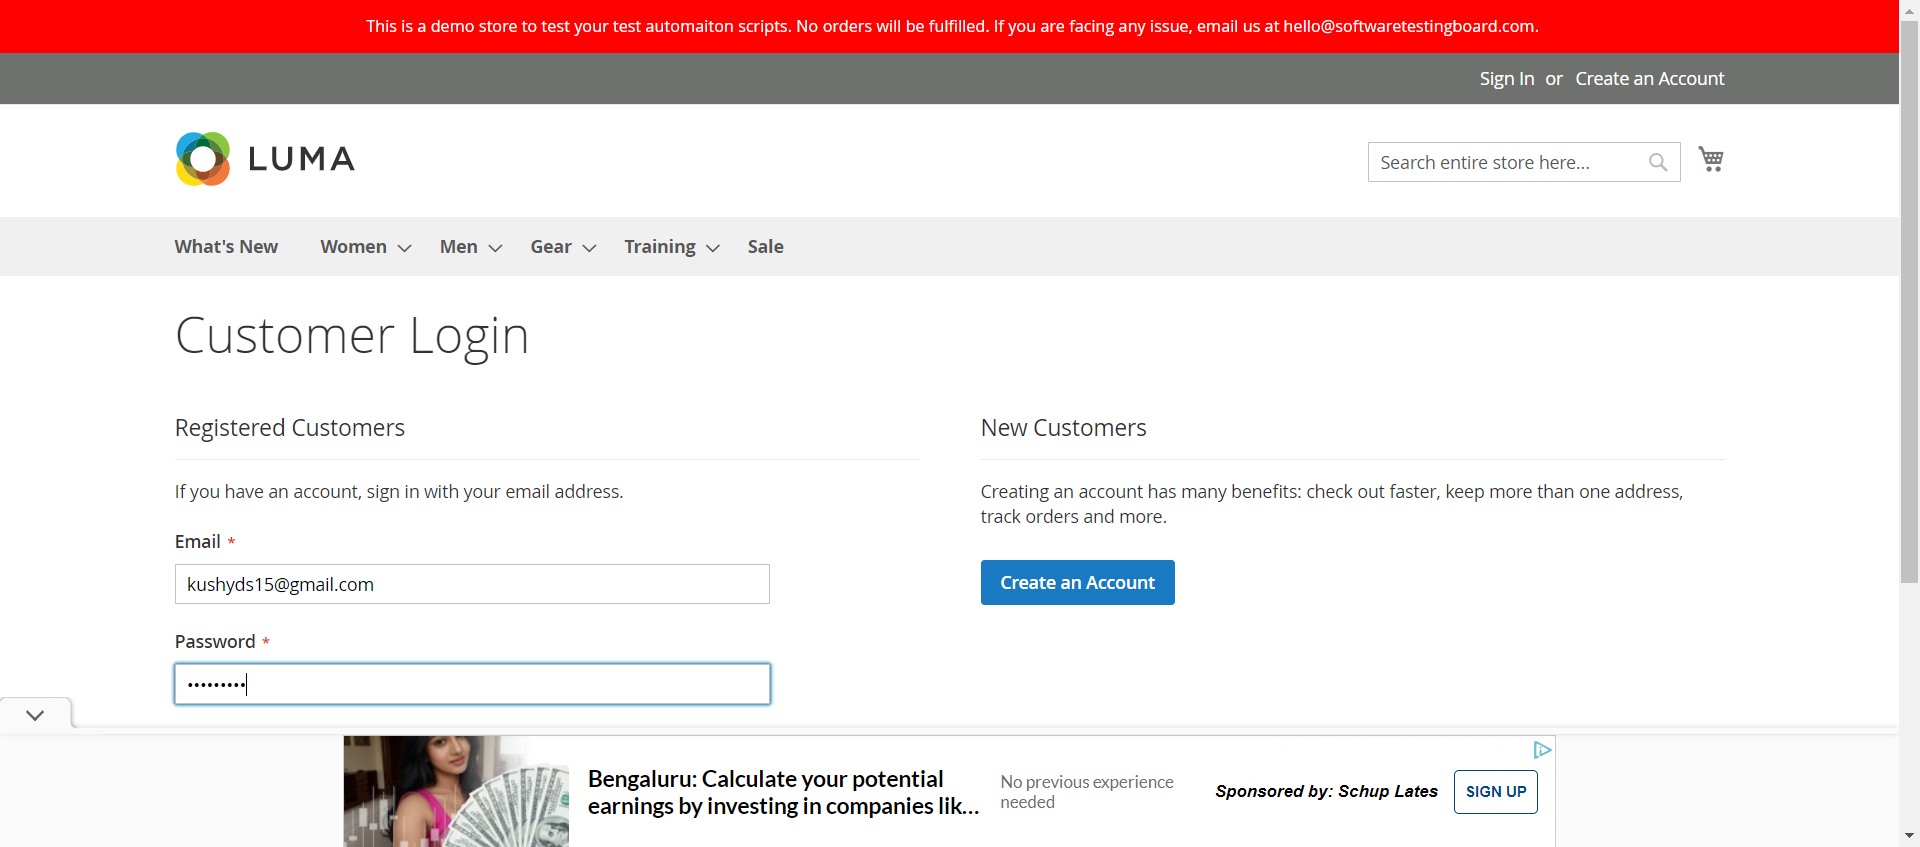 This is a demo store to test your test automaiton scripts. No orders will be fulfilled. If you are facing any issue, email us at hello@softwaretestingboard.com.
Sign In or Create an Account
LUMA
Search entire store here...
What's New Women Men Gear Training Sale
Customer Login
Registered Customers
If you have an account, sign in with your email address.
Email *
kushyds15@gmail.com
Password *
•••••••••
New Customers
Creating an account has many benefits: check out faster, keep more than one address,
track orders and more.
Create an Account
Bengaluru: Calculate your potential
earnings by investing in companies lik...
No previous experience
needed
Sponsored by: Schup Lates
SIGN UP